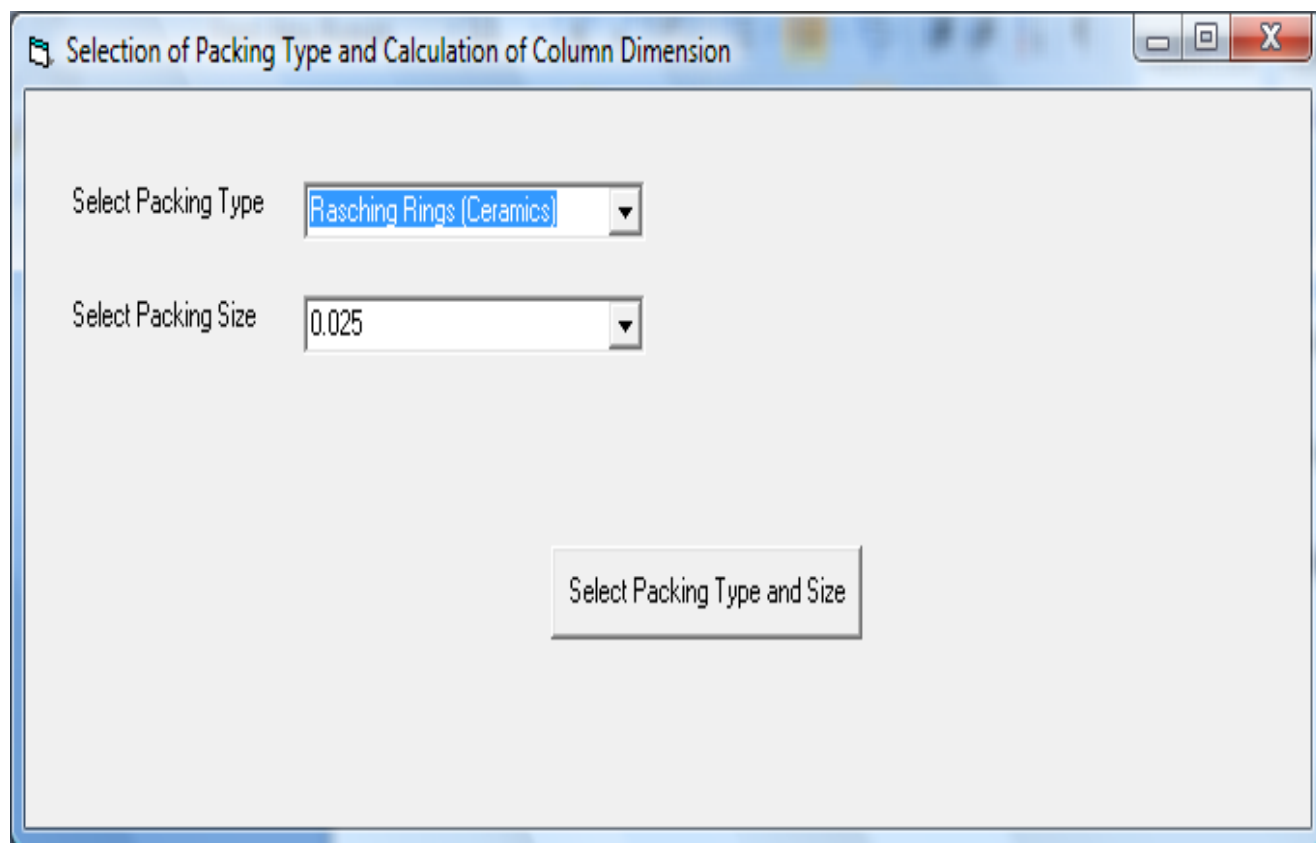 Selection of Packing Type and Calculation of Column Dimension
Select Packing Type
Rasching Rings (Ceramics)
Select Packing Size
0.025
Select Packing Type and Size